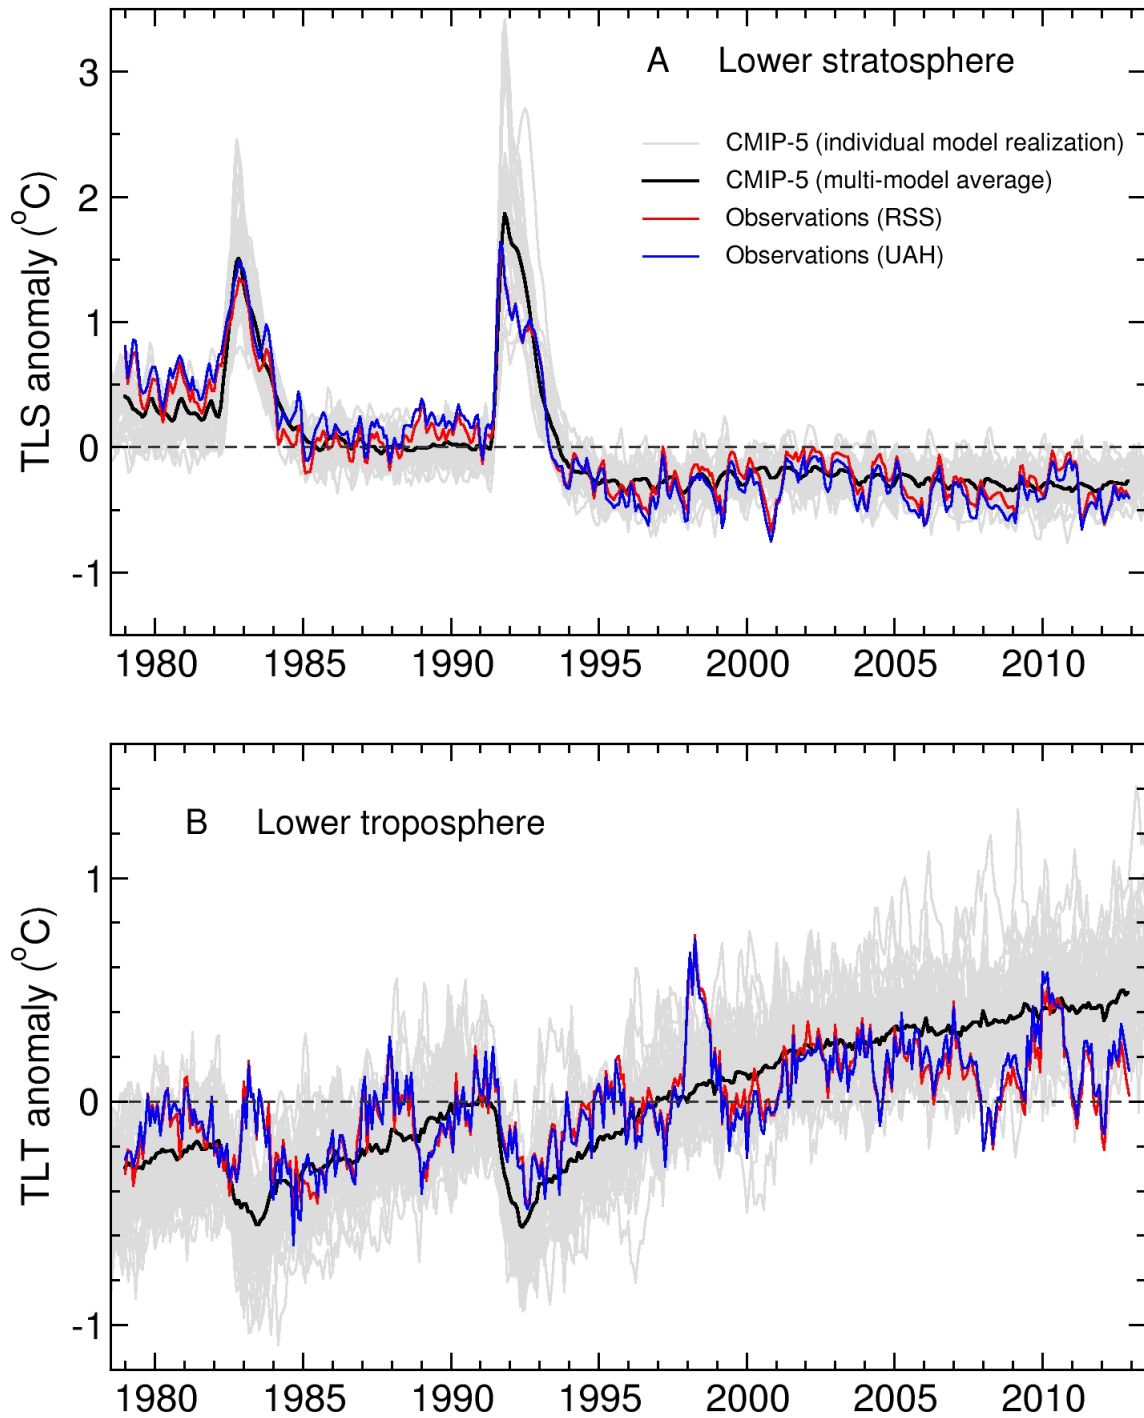 A Lower stratosphere
CMIP-5 (individual model realization)
CMIP-5 (multi-model average)
Observations (RSS)
Observations (UAH)
TLS anomaly (°C)
3
2
1
0
-1
1980 1985 1990 1995 2000 2005 2010
B Lower troposphere
TLT anomaly (°C)
1
0
-1
1980 1985 1990 1995 2000 2005 2010